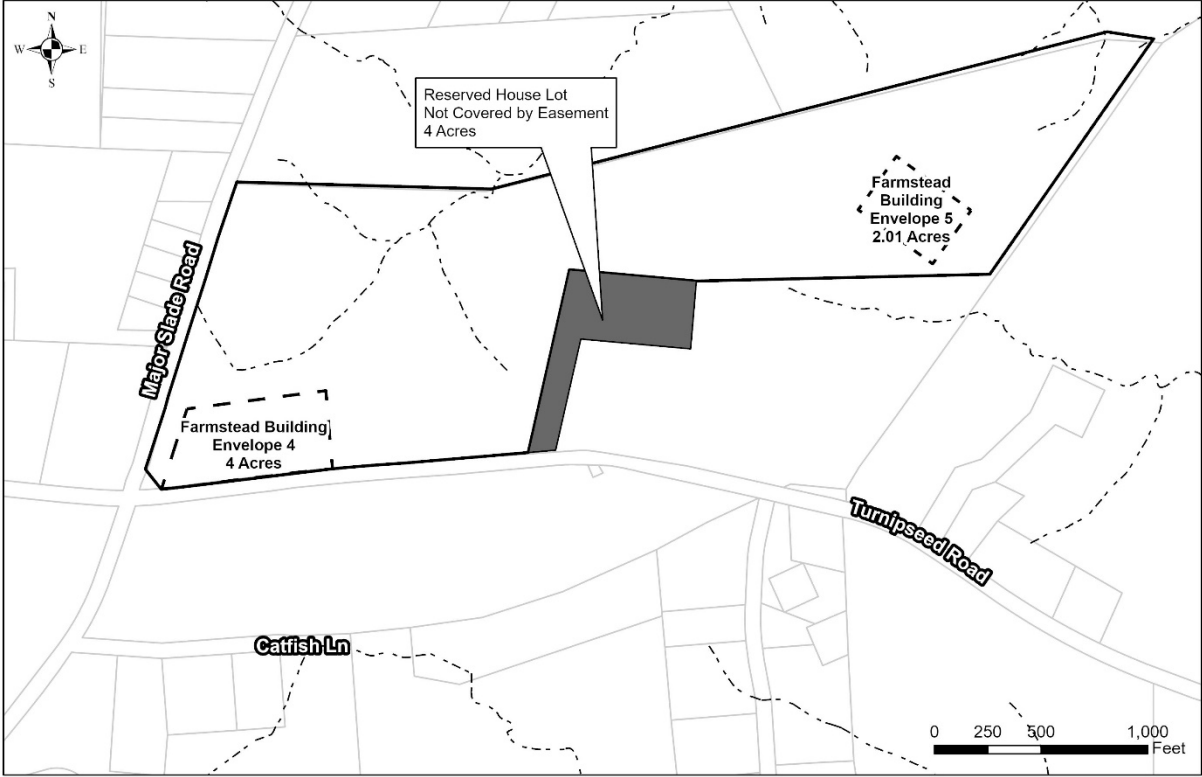 N
W E
S
Reserved House Lot
Not Covered by Easement
4 Acres
Farmstead
Building
Envelope 5
2.01 Acres
Major Slade Road
Farmstead Building
Envelope 4
4 Acres
Turnipseed Road
Catfish Ln
0 250 500 1,000
Feet